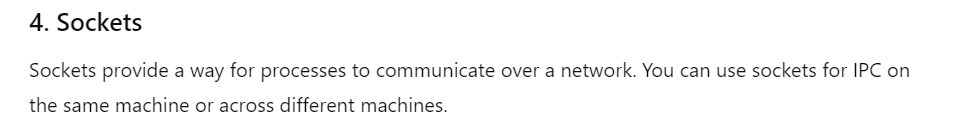 4. Sockets
Sockets provide a way for processes to communicate over a network. You can use sockets for IPC on
the same machine or across different machines.